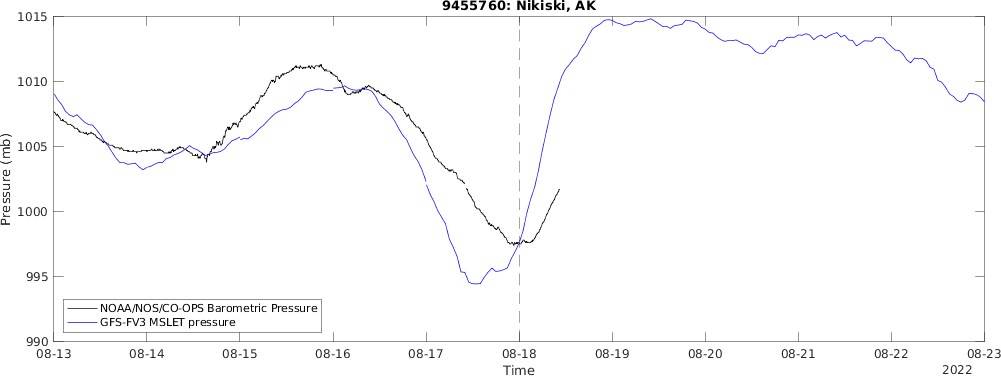 9455760: Nikiski, AK
1015
1010
1005
1000
995
990
Pressure (mb)
NOAA/NOS/CO-OPS Barometric Pressure
GFS-FV3 MSLET pressure
08-13 08-14 08-15 08-16 08-17 08-18 08-19 08-20 08-21 08-22 08-23
Time
2022